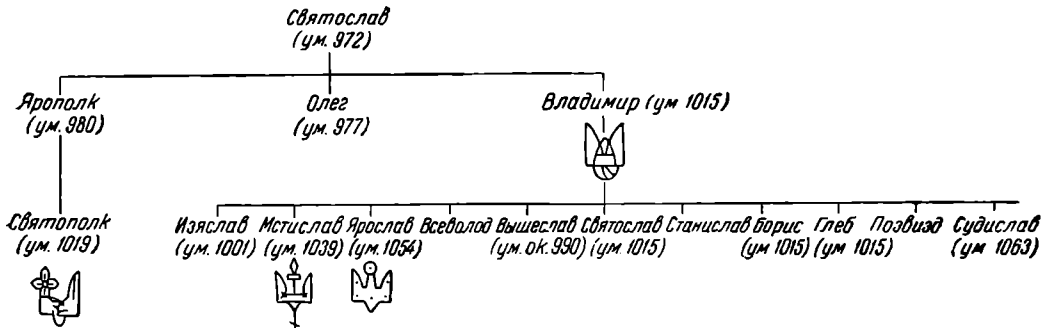 Святослав
(ум. 972)
Ярополк
(ум. 980)
Олег
(ум. 977)
Владимир (ум 1015)
Святополк
(ум. 1019)
Изяслав
(ум. 1001)
Мстислав
(ум. 1039)
Ярослав
(ум. 1054)
Всеволод
Вышеслав
(ум. ок. 990)
Святослав
(ум 1015)
Станислав
Борис
(ум 1015)
Глеб
(ум 1015)
Позвизд
Судислав
(ум 1063)